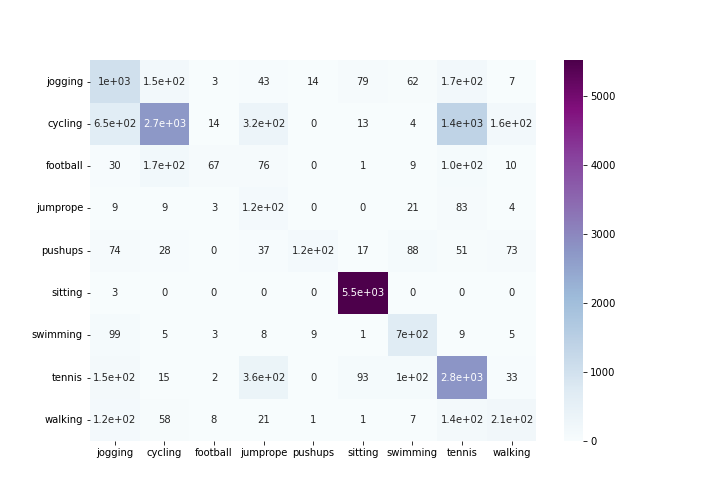 jogging 1e+03 1.5e+02 3 43 14 79 62 1.7e+02 7
cycling 6.5e+02 2.7e+03 14 3.2e+02 0 13 4 1.4e+03 1.6e+02
football 30 1.7e+02 67 76 0 1 9 1.0e+02 10
jumprope 9 9 3 1.2e+02 0 0 21 83 4
pushups 74 28 0 37 1.2e+02 17 88 51 73
sitting 3 0 0 0 0 5.5e+03 0 0 0
swimming 99 5 3 8 9 1 7e+02 9 5
tennis 1.5e+02 15 2 3.6e+02 0 93 1e+02 2.8e+03 33
walking 1.2e+02 58 8 21 1 1 7 1.4e+02 2.1e+02
jogging cycling football jumprope pushups sitting swimming tennis walking
5000
4000
3000
2000
1000
0